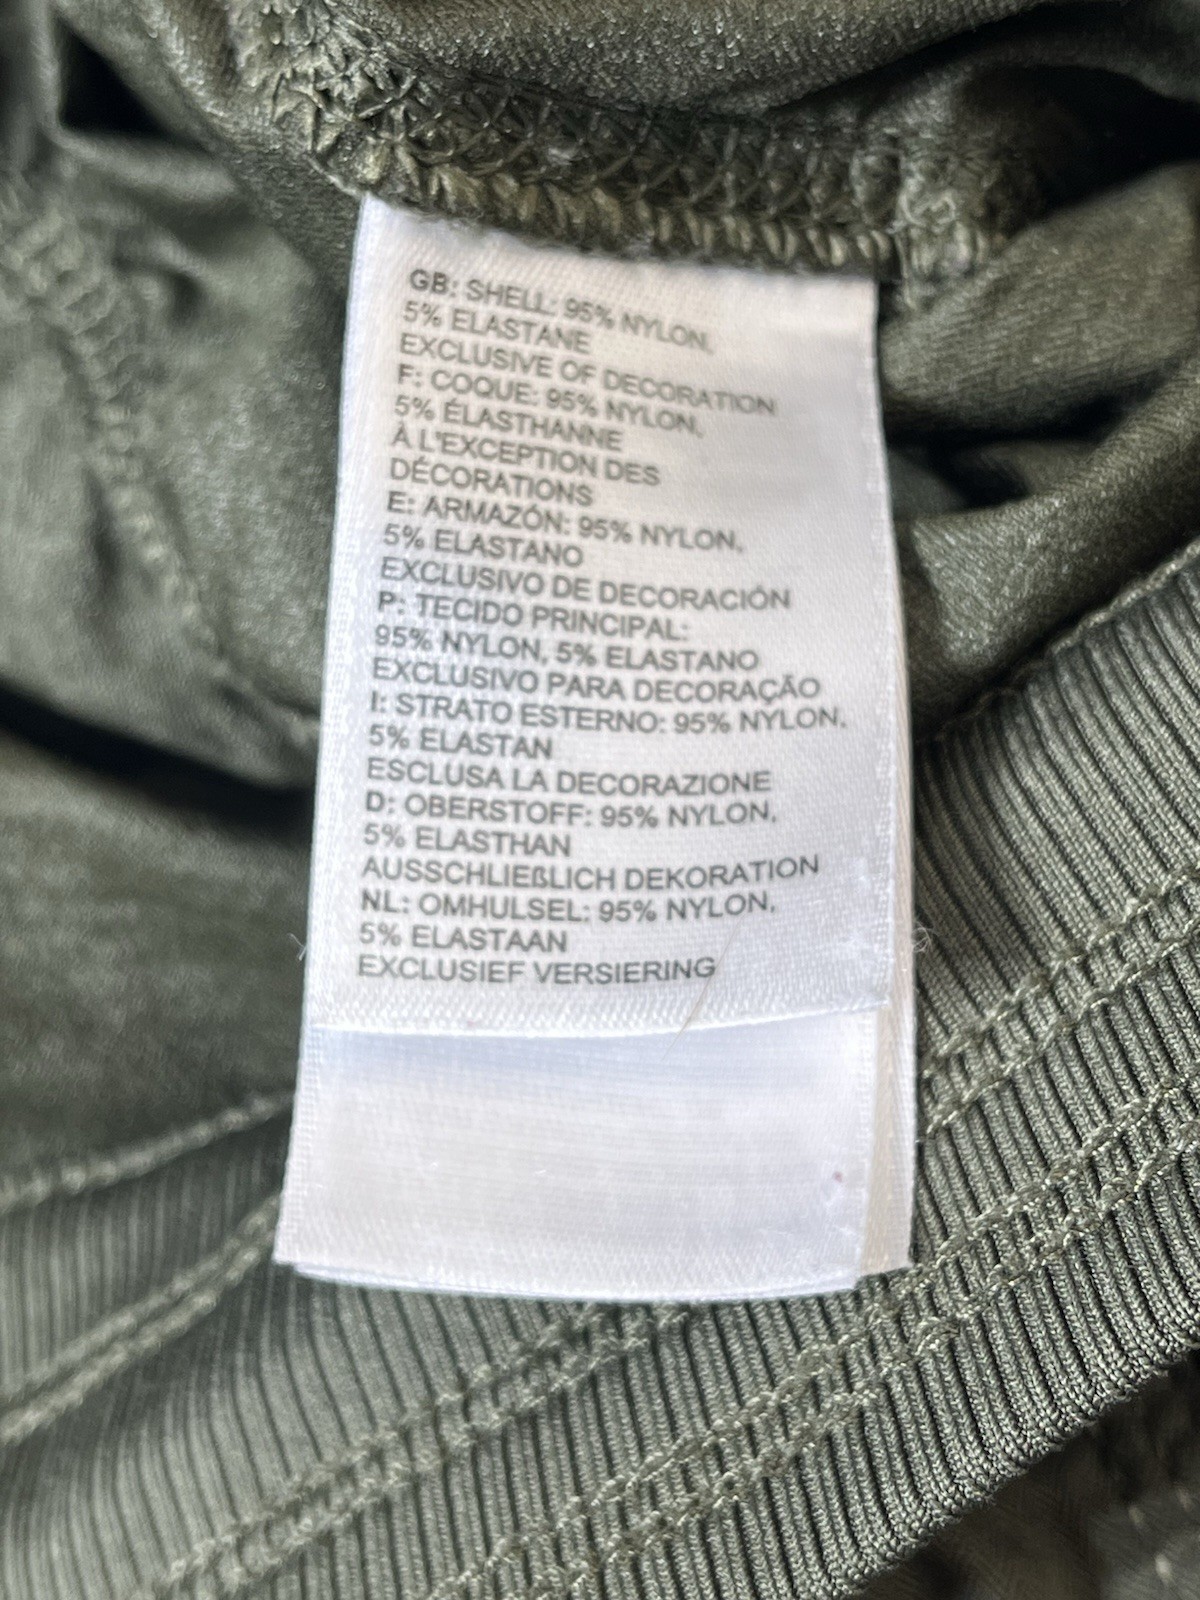 GB: SHELL: 95% NYLON,
5% ELASTANE
EXCLUSIVE OF DECORATION
F: COQUE: 95% NYLON,
5% ÉLASTHANNE
À L'EXCEPTION DES
DÉCORATIONS
E: ARMAZÓN: 95% NYLON,
5% ELASTANO
EXCLUSIVO DE DECORACIÓN
P: TECIDO PRINCIPAL:
95% NYLON, 5% ELASTANO
EXCLUSIVO PARA DECORAÇÃO
I: STRATO ESTERNO: 95% NYLON,
5% ELASTAN
ESCLUSA LA DECORAZIONE
D: OBERSTOFF: 95% NYLON,
5% ELASTHAN
AUSSCHLIEßLICH DEKORATION
NL: OMHULSEL: 95% NYLON,
5% ELASTAAN
EXCLUSIEF VERSIERING